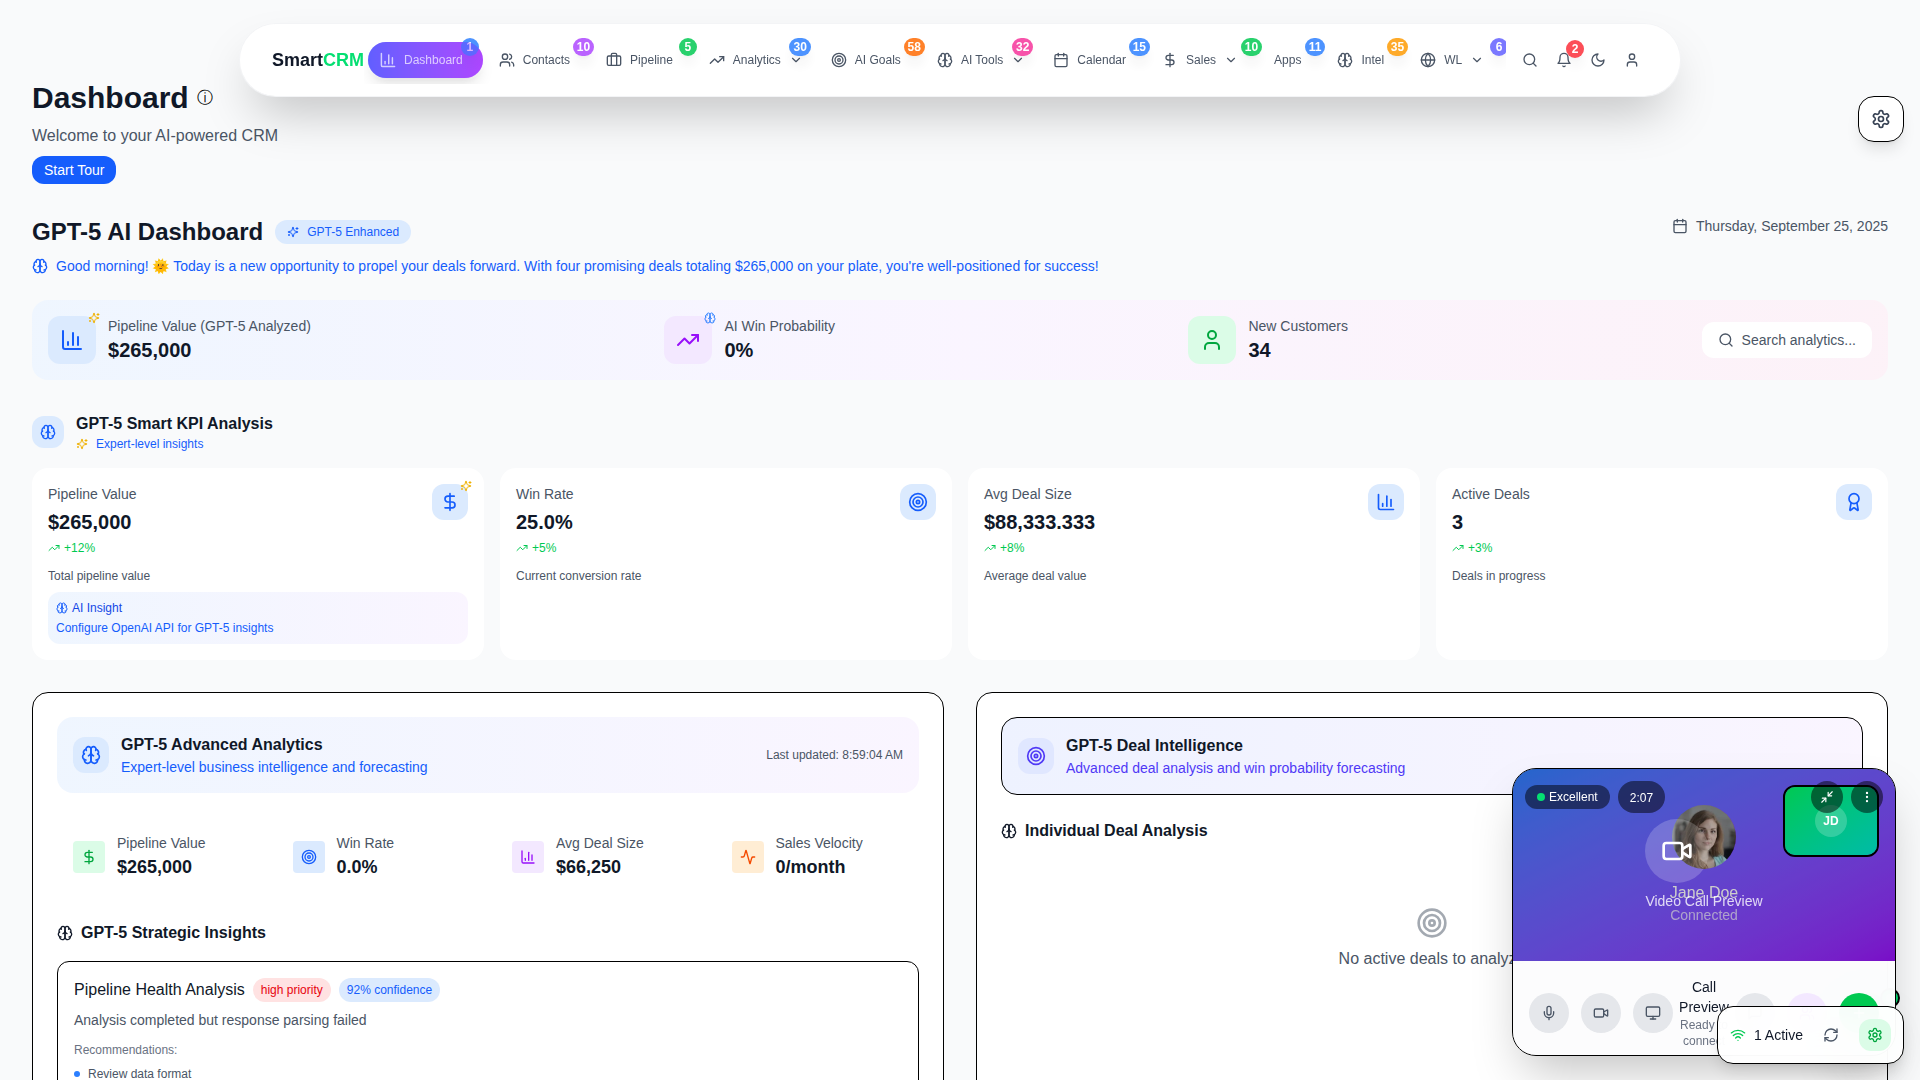 SmartCRM
Dashboard
1
Contacts
10
Pipeline
5
Analytics
30
AI Goals
58
AI Tools
32
Calendar
15
Sales
10
Apps
11
Intel
35
WL
6
2
Dashboard ⓘ
Welcome to your AI-powered CRM
Start Tour
GPT-5 AI Dashboard
GPT-5 Enhanced
Thursday, September 25, 2025
Good morning! 🌞 Today is a new opportunity to propel your deals forward. With four promising deals totaling $265,000 on your plate, you're well-positioned for success!
Pipeline Value (GPT-5 Analyzed)
$265,000
AI Win Probability
0%
New Customers
34
Search analytics...
GPT-5 Smart KPI Analysis
Expert-level insights
Pipeline Value
$265,000
+12%
Total pipeline value
AI Insight
Configure OpenAI API for GPT-5 insights
Win Rate
25.0%
+5%
Current conversion rate
Avg Deal Size
$88,333.333
+8%
Average deal value
Active Deals
3
+3%
Deals in progress
GPT-5 Advanced Analytics
Expert-level business intelligence and forecasting
Last updated: 8:59:04 AM
Pipeline Value
$265,000
Win Rate
0.0%
Avg Deal Size
$66,250
Sales Velocity
0/month
GPT-5 Strategic Insights
Pipeline Health Analysis
high priority
92% confidence
Analysis completed but response parsing failed
Recommendations:
Review data format
GPT-5 Deal Intelligence
Advanced deal analysis and win probability forecasting
Individual Deal Analysis
No active deals to
Excellent
2:07
JD
Jane Doe
Video Call Preview
Connected
Call
Preview
Ready
1 Active